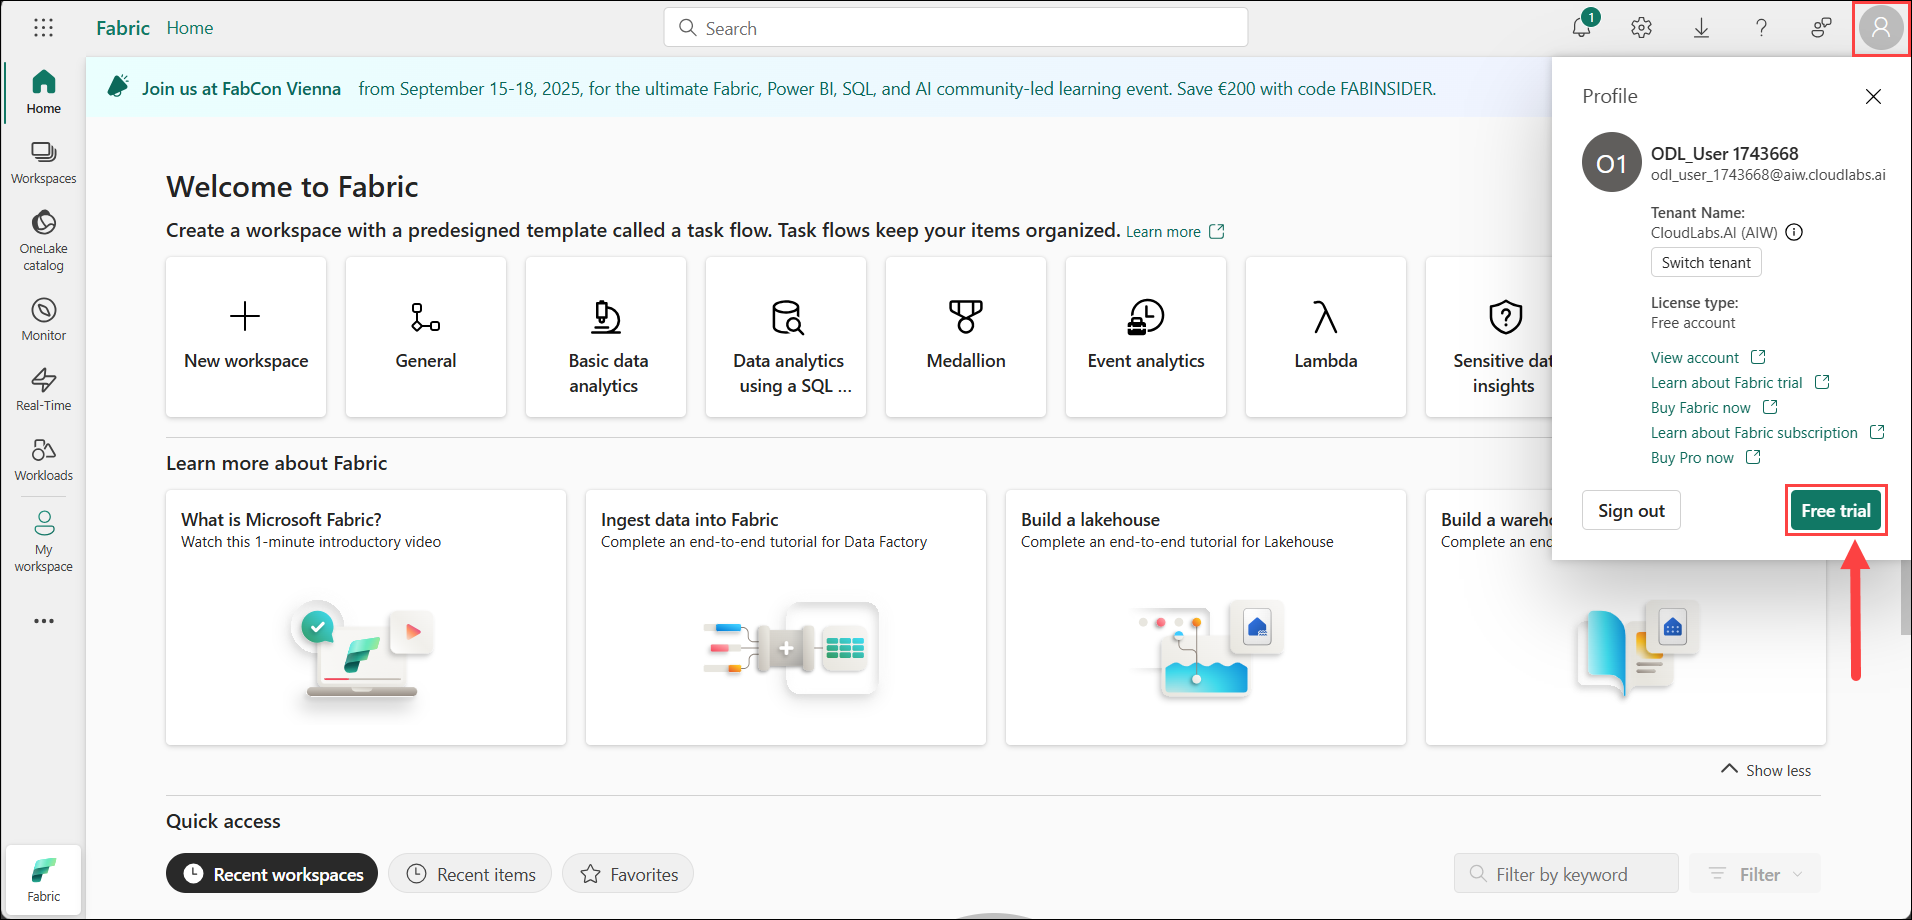 Fabric Home
Search
1
Join us at FabCon Vienna from September 15-18, 2025, for the ultimate Fabric, Power BI, SQL, and AI community-led learning event. Save €200 with code FABINSIDER.
Home
Workspaces
OneLake
catalog
Monitor
Real-Time
Workloads
My
workspace
Fabric
Welcome to Fabric
Create a workspace with a predesigned template called a task flow. Task flows keep your items organized. Learn more
New workspace
General
Basic data
analytics
Data analytics
using a SQL ...
Medallion
Event analytics
Lambda
Sensitive dat
insights
Learn more about Fabric
What is Microsoft Fabric?
Watch this 1-minute introductory video
Ingest data into Fabric
Complete an end-to-end tutorial for Data Factory
Build a lakehouse
Complete an end-to-end tutorial for Lakehouse
Build a wareho
Complete an end
Show less
Quick access
Recent workspaces
Recent items
Favorites
Filter by keyword
Filter
Profile
O1
ODL_User 1743668
odl_user_1743668@aiw.cloudlabs.ai
Tenant Name:
CloudLabs.AI (AIW)
Switch tenant
License type:
Free account
View account
Learn about Fabric trial
Buy Fabric now
Learn about Fabric subscription
Buy Pro now
Sign out
Free trial